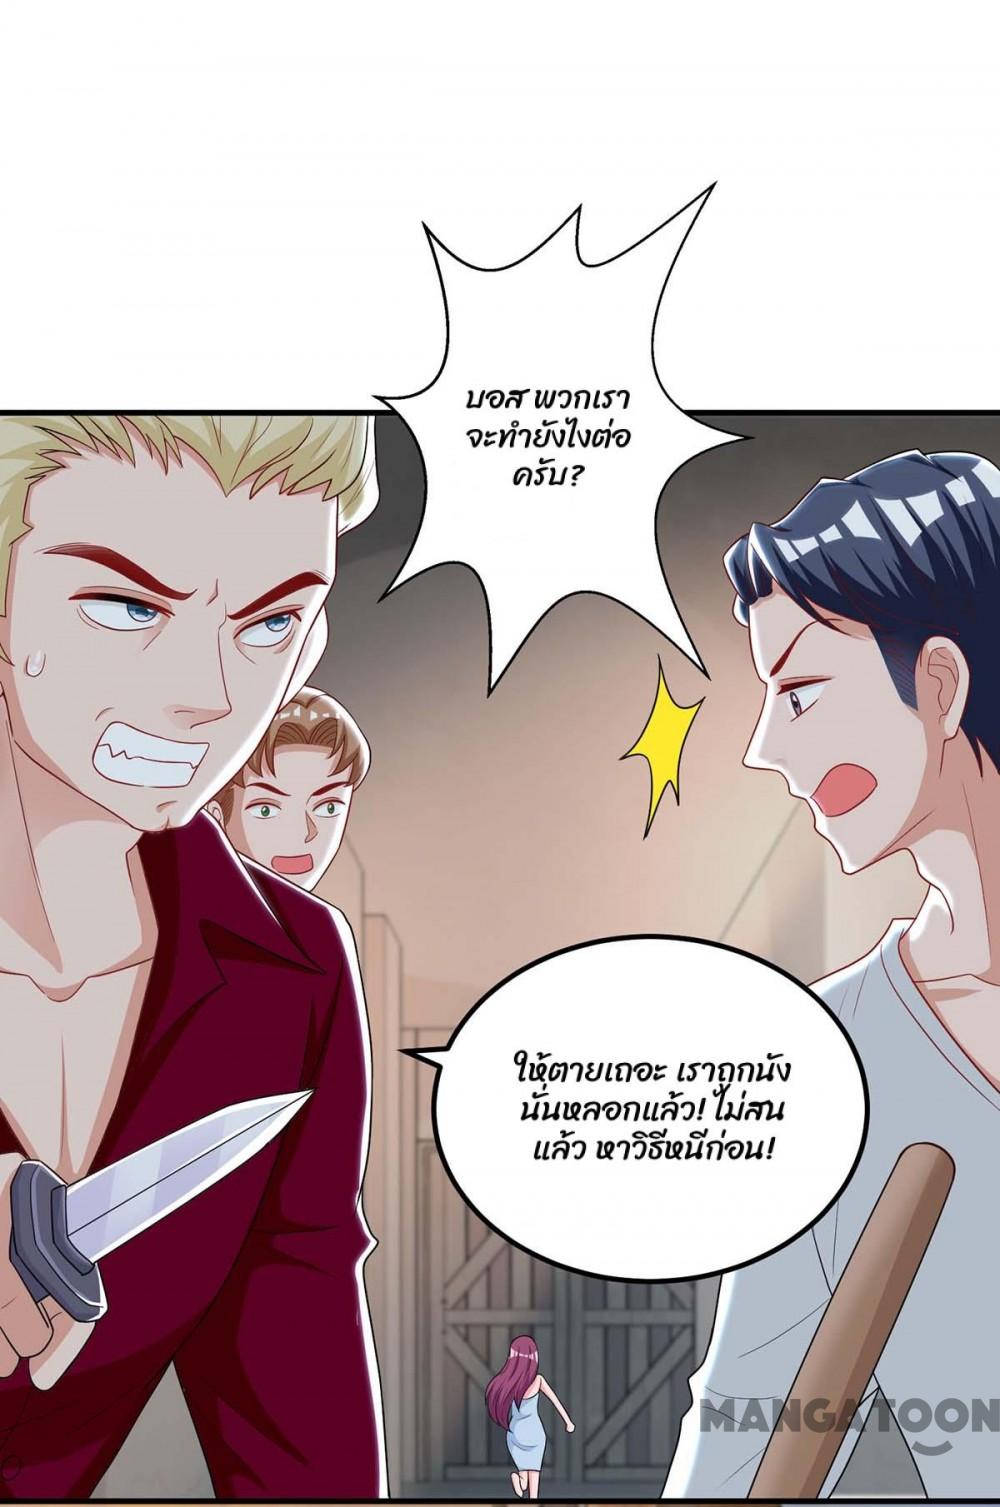 บอส พวกเรา
จะทำยังไงต่อ
ครับ?
ให้ตายเถอะ เราถูกนัง
นั่นหลอกแล้ว! ไม่สน
แล้ว หาวิธีหนีก่อน!
MANGATOON